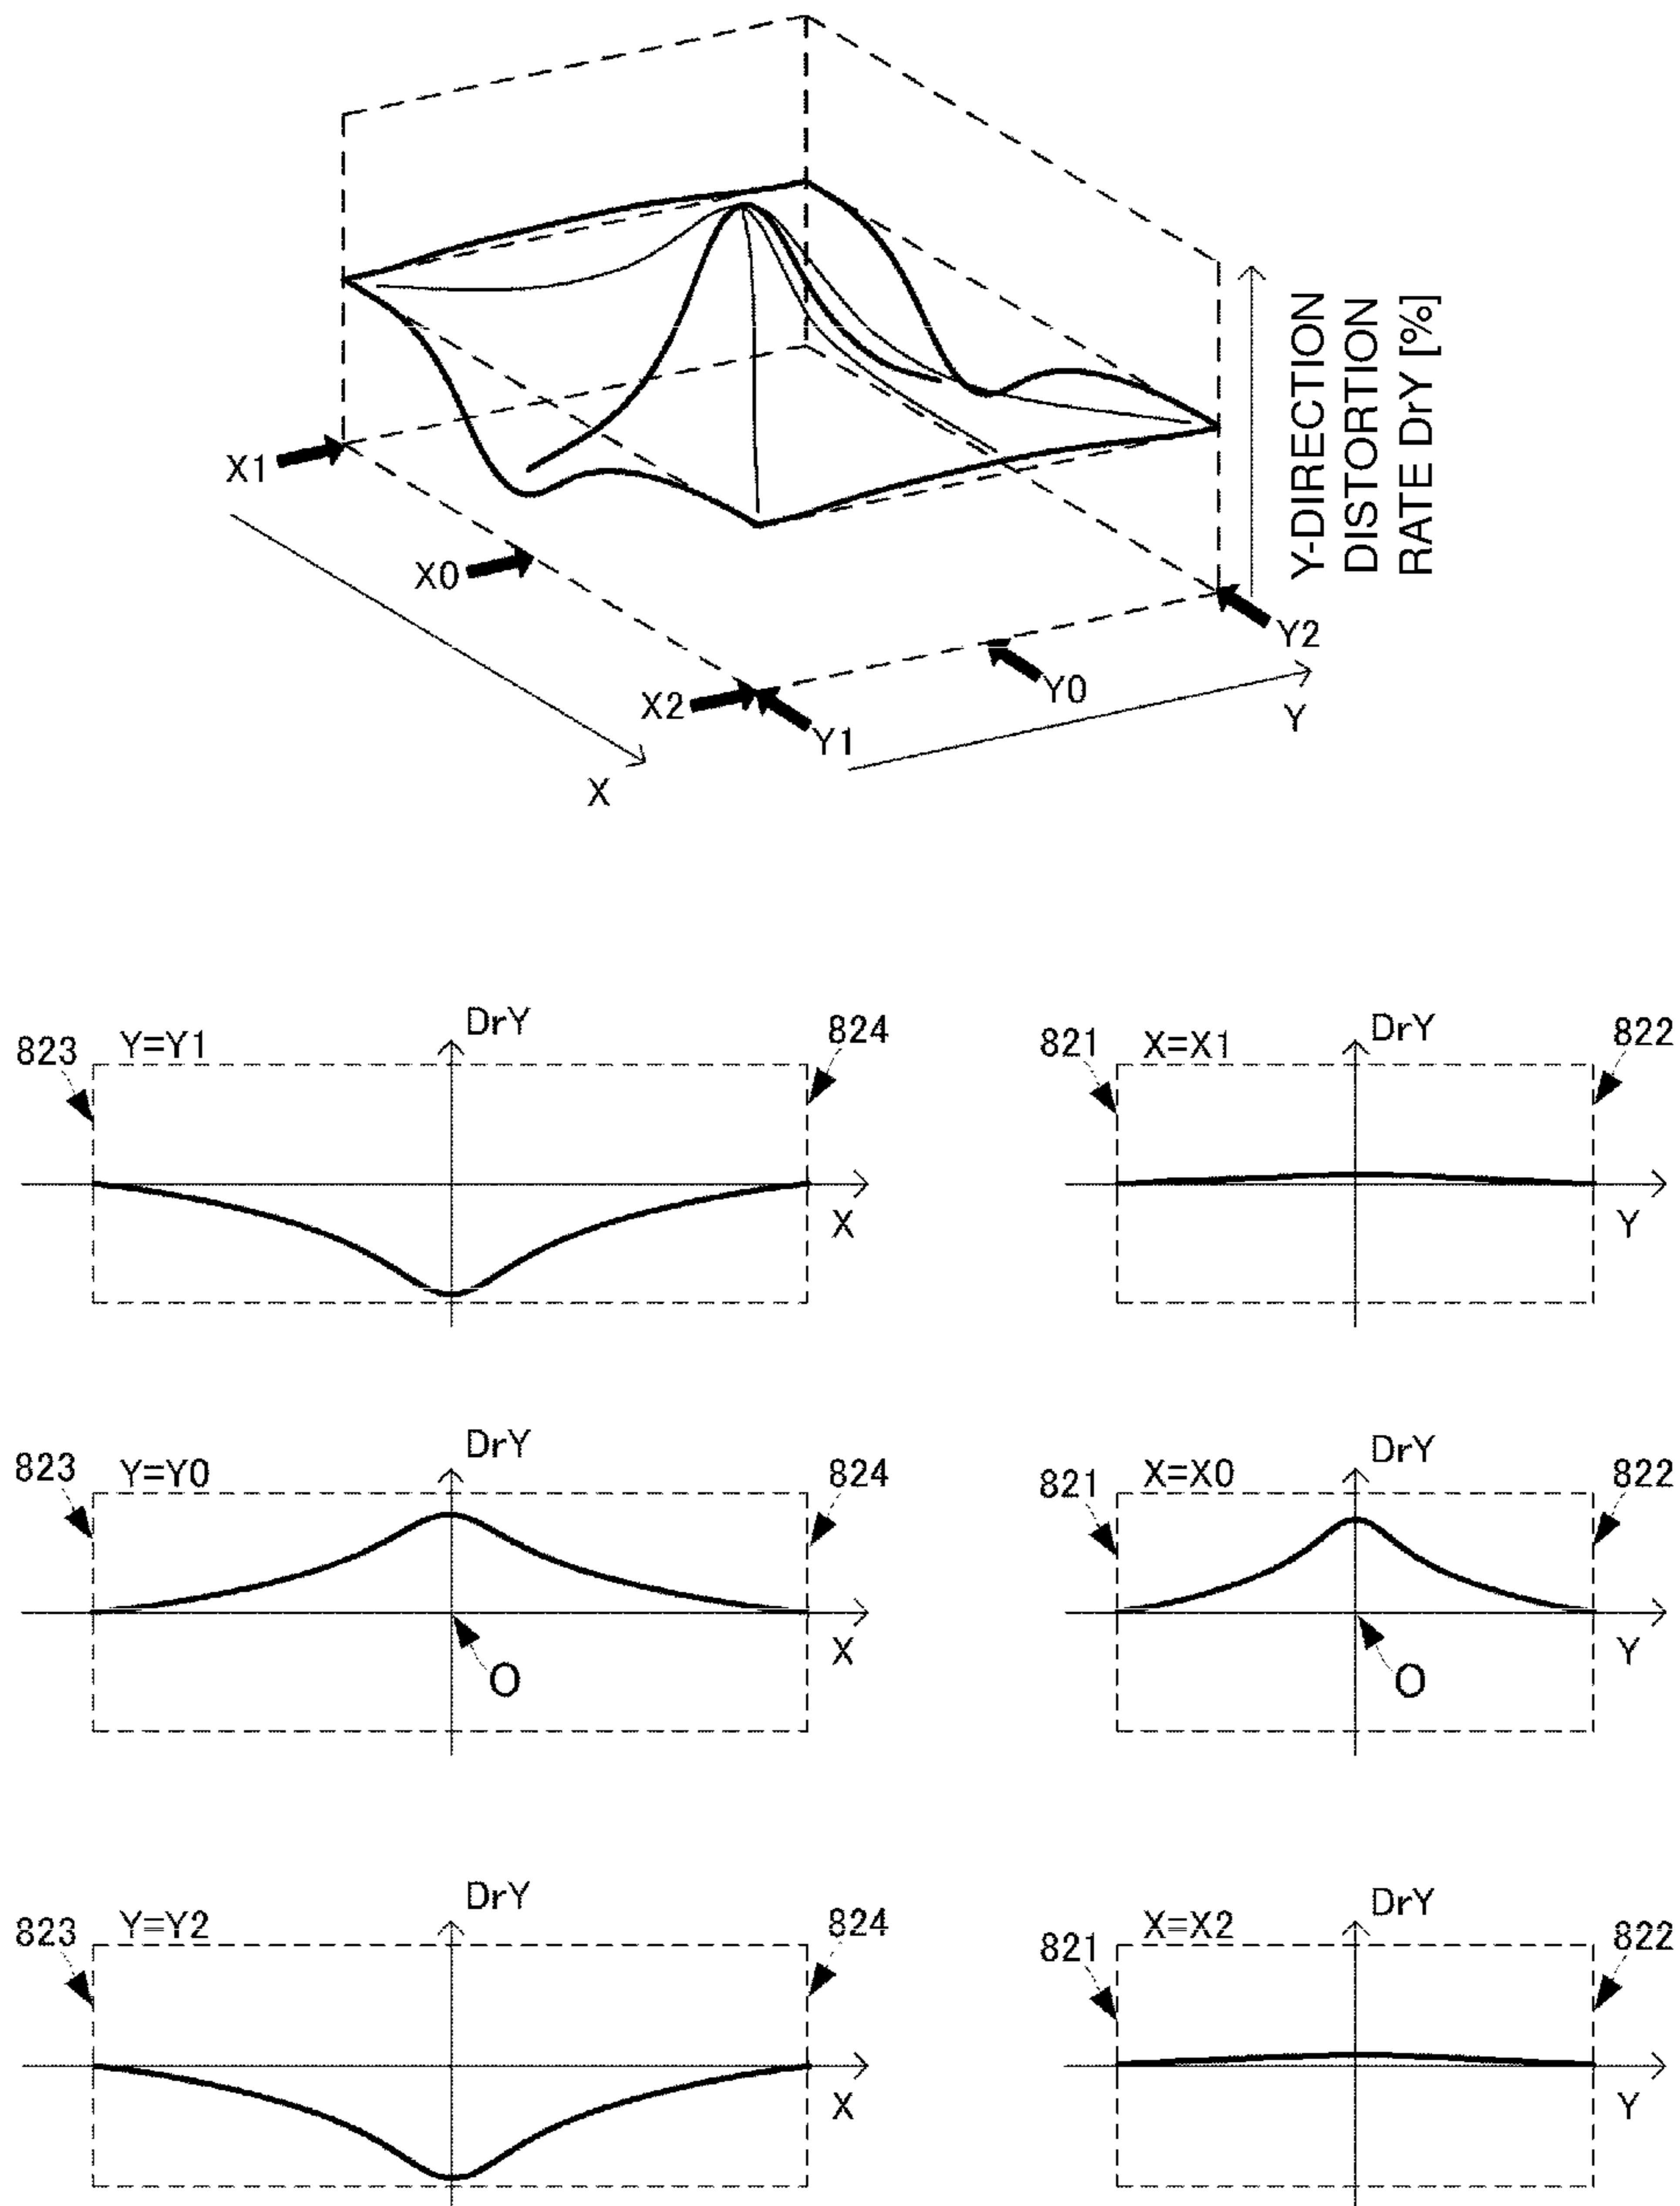 Y-DIRECTION
DISTORTION
RATE DrY [%]
X1
X0
X2
Y1
Y0
Y2
X
Y
823
Y=Y1
DrY
824
X
821
X=X1
DrY
822
Y
823
Y=Y0
DrY
824
X
O
821
X=X0
DrY
822
Y
O
823
Y=Y2
DrY
824
X
821
X=X2
DrY
822
Y